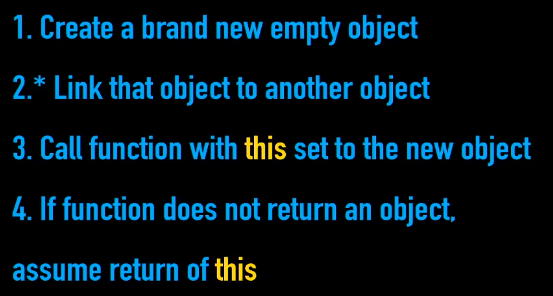 1. Create a brand new empty object
2.* Link that object to another object
3. Call function with this set to the new object
4. If function does not return an object,
assume return of this